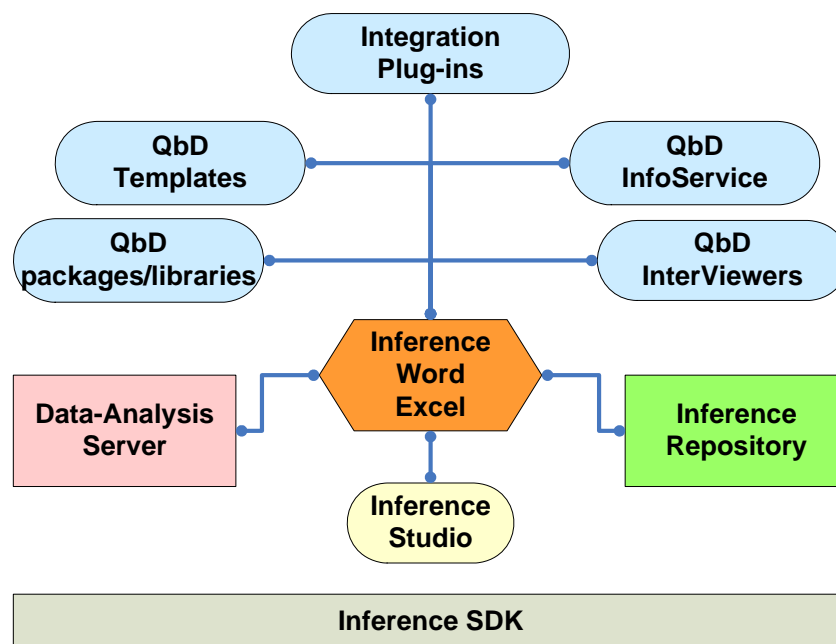 Integration
Plug-ins
QbD
Templates
QbD
InfoService
QbD
packages/libraries
QbD
InterViewers
Inference
Word
Excel
Data-Analysis
Server
Inference
Repository
Inference
Studio
Inference SDK